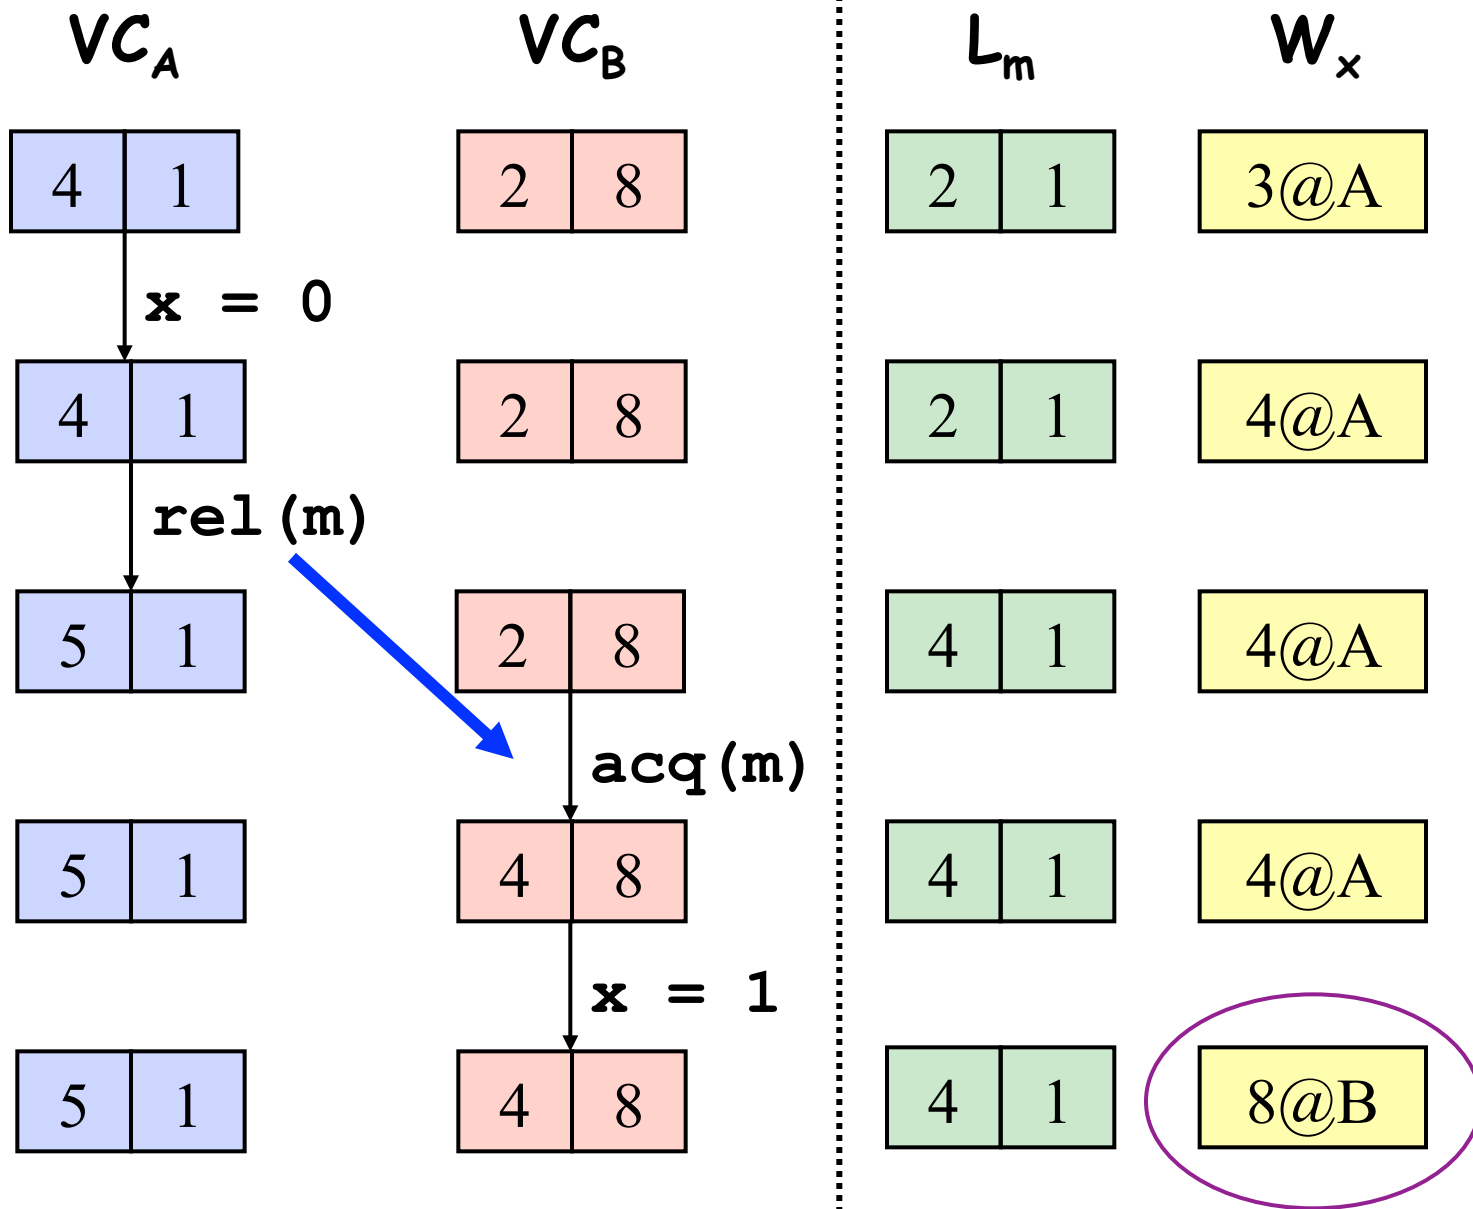 VCA VCB Lm Wx
4 1 2 8 2 1 3@A
x = 0
4 1 2 8 2 1 4@A
rel(m)
5 1 2 8 4 1 4@A
acq(m)
5 1 4 8 4 1 4@A
x = 1
5 1 4 8 4 1 8@B